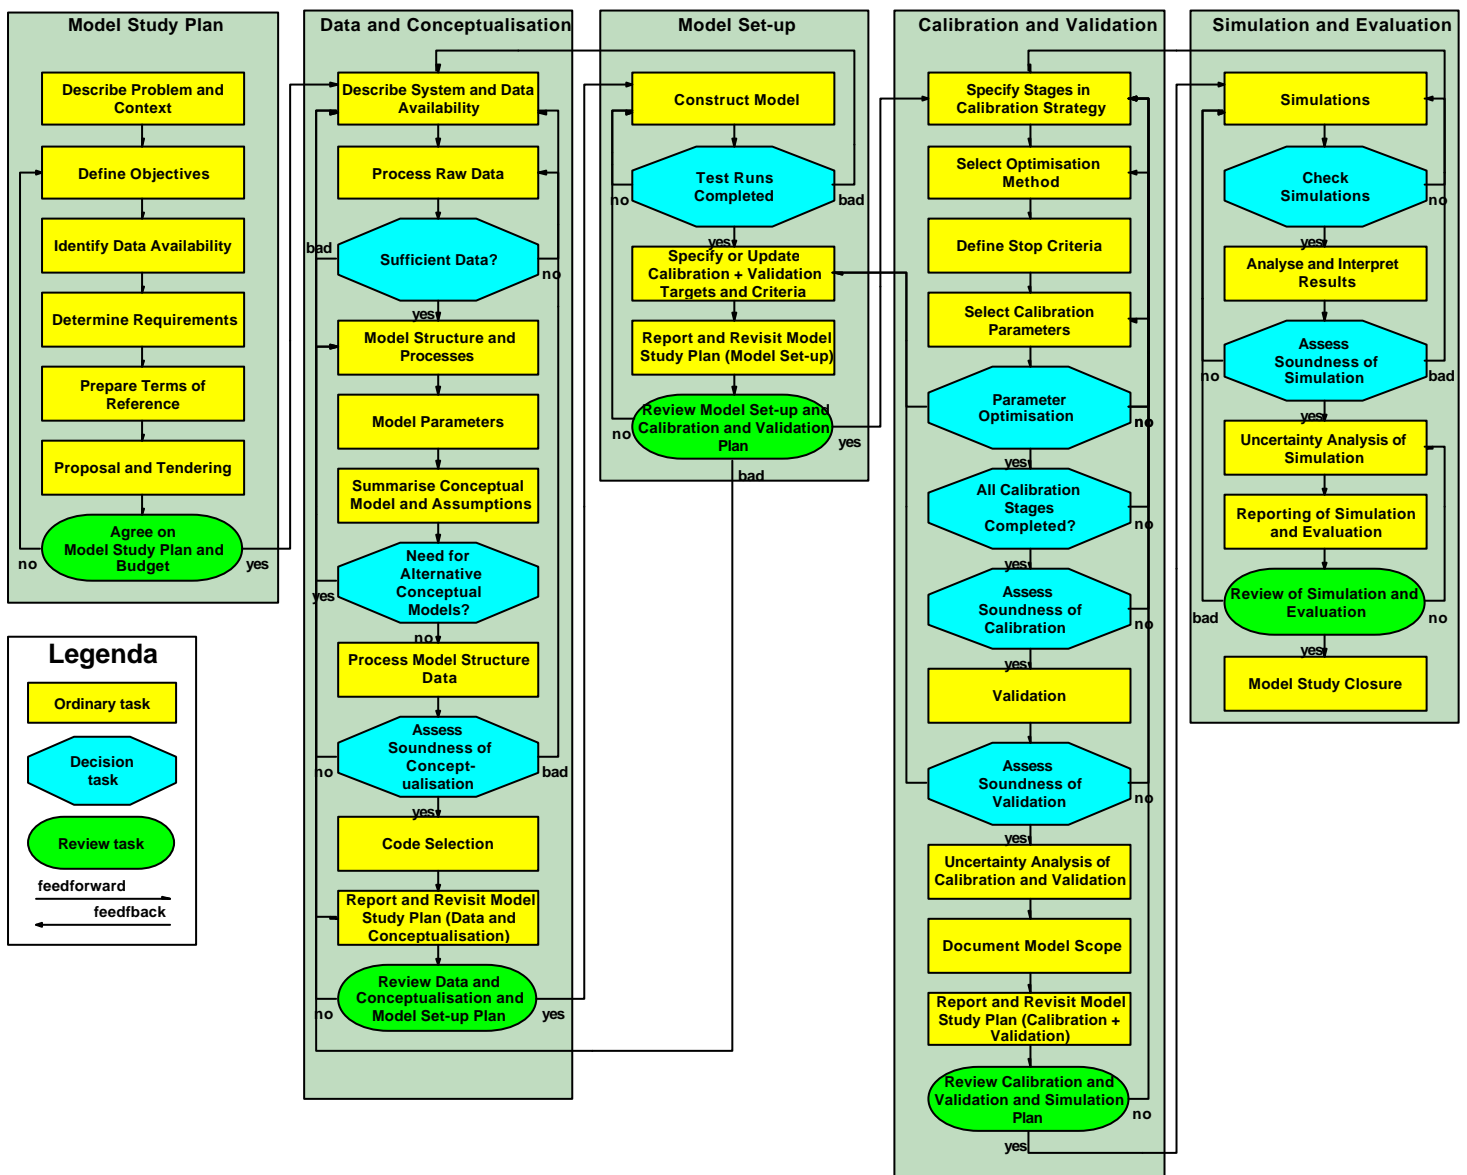 Model Study Plan
Describe Problem and
Context
Define Objectives
Identify Data Availability
Determine Requirements
Prepare Terms of
Reference
Proposal and Tendering
Agree on
Model Study Plan and
Budget
no
yes
Legenda
Ordinary task
Decision
task
Review task
feedforward
feedfback
Data and Conceptualisation
Describe System and Data
Availability
Process Raw Data
bad
Sufficient Data?
no
yes
Model Structure and
Processes
Model Parameters
Summarise Conceptual
Model and Assumptions
Need for
Alternative
Conceptual
Models?
yes
no
Process Model Structure
Data
Assess
Soundness of
Concept-
ualisation
no
bad
yes
Code Selection
Report and Revisit Model
Study Plan (Data and
Conceptualisation)
Review Data and
Conceptualisation and
Model Set-up Plan
no
yes
Model Set-up
Construct Model
Test Runs
Completed
no
bad
yes
Specify or Update
Calibration + Validation
Targets and Criteria
Report and Revisit Model
Study Plan (Model Set-up)
Review Model Set-up and
Calibration and Validation
Plan
no
yes
bad
Calibration and Validation
Specify Stages in
Calibration Strategy
Select Optimisation
Method
Define Stop Criteria
Select Calibration
Parameters
Parameter
Optimisation
no
yes
All Calibration
Stages
Completed?
no
yes
Assess
Soundness of
Calibration
no
yes
Validation
Assess
Soundness of
Validation
no
yes
Uncertainty Analysis of
Calibration and Validation
Document Model Scope
Report and Revisit Model
Study Plan (Calibration +
Validation)
Review Calibration and
Validation and Simulation
Plan
no
yes
Simulation and Evaluation
Simulations
Check
Simulations
no
yes
Analyse and Interpret
Results
Assess
Soundness of
Simulation
no
bad
yes
Uncertainty Analysis of
Simulation
Reporting of Simulation
and Evaluation
Review of Simulation and
Evaluation
bad
no
yes
Model Study Closure